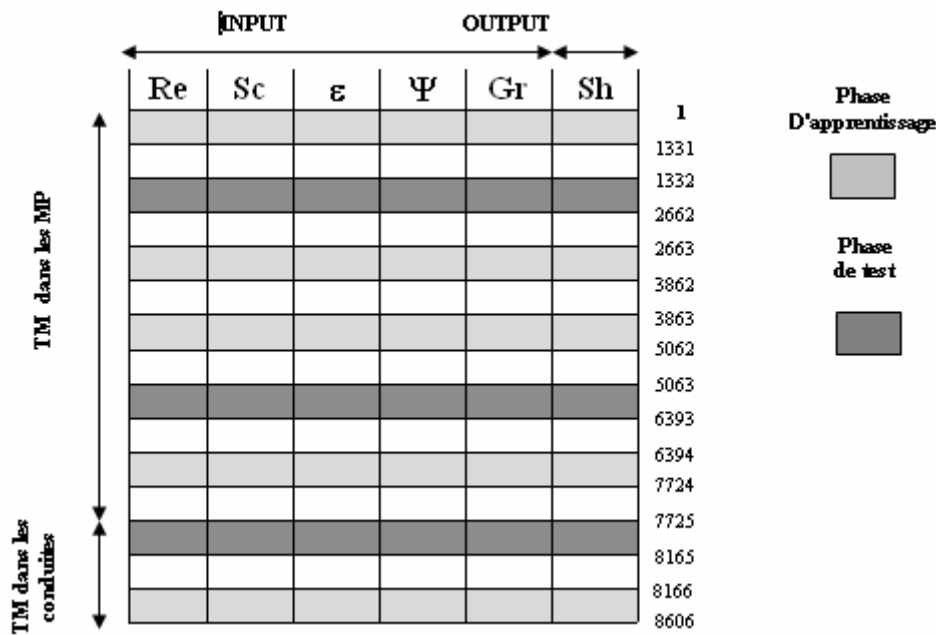 INPUT OUTPUT
Re Sc ε Ψ Gr Sh
1
1331
1332
2662
2663
3862
3863
5062
5063
6393
6394
7724
7725
8165
8166
8606
TM dans les MP
TM dans les
conduites
Phase
D'apprentissage
Phase
de test